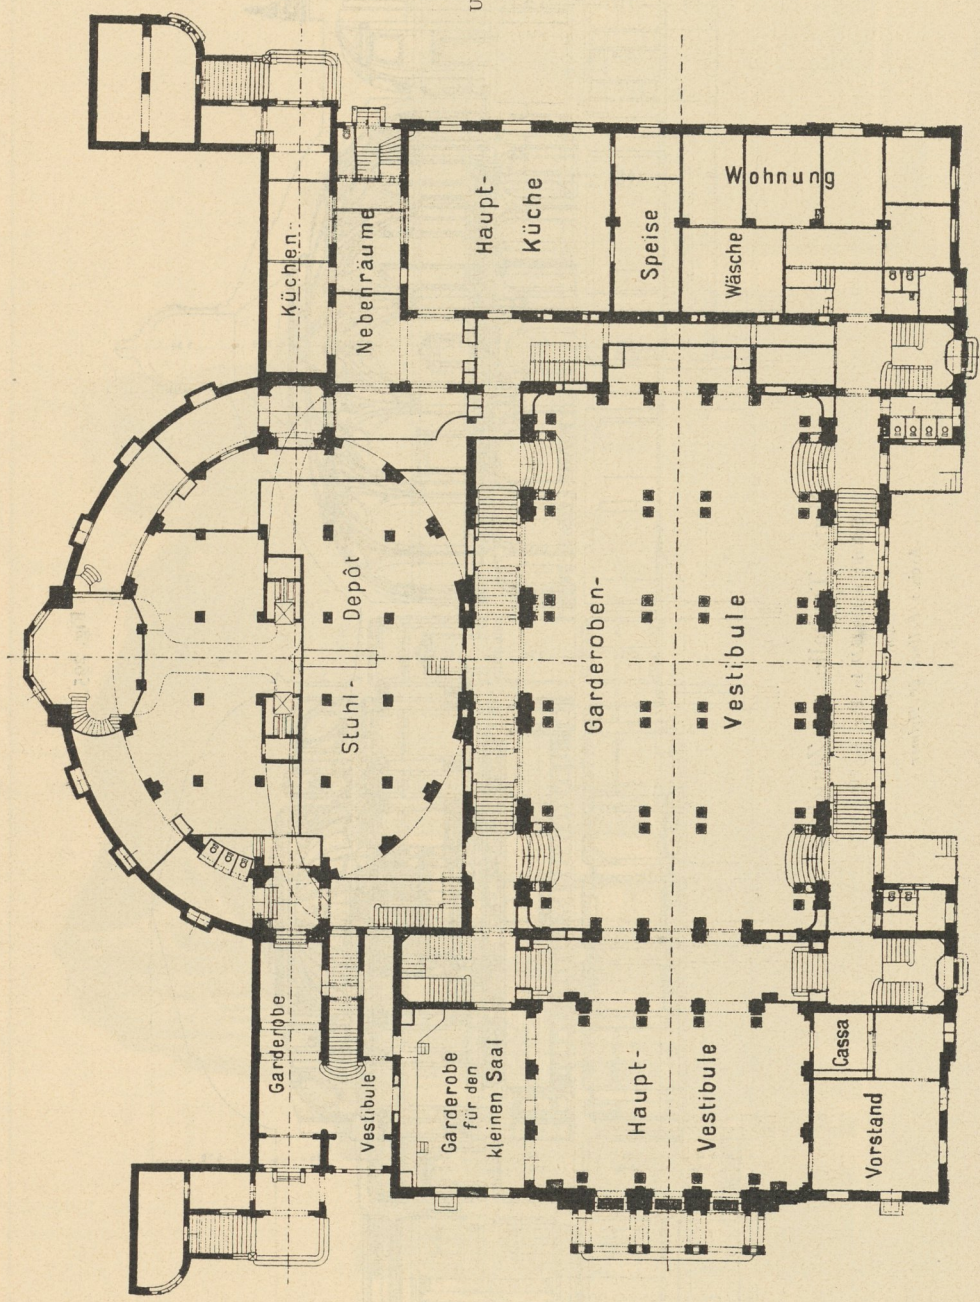 U
Küchen-
Nebenräume
Haupt-
Küche
Speise
Wäsche
Wohnung
Stuhl - Depôt
Garderoben-
Vestibule
Garderobe
Vestibule
Garderobe
für den
kleinen Saal
Haupt-
Vestibule
Cassa
Vorstand